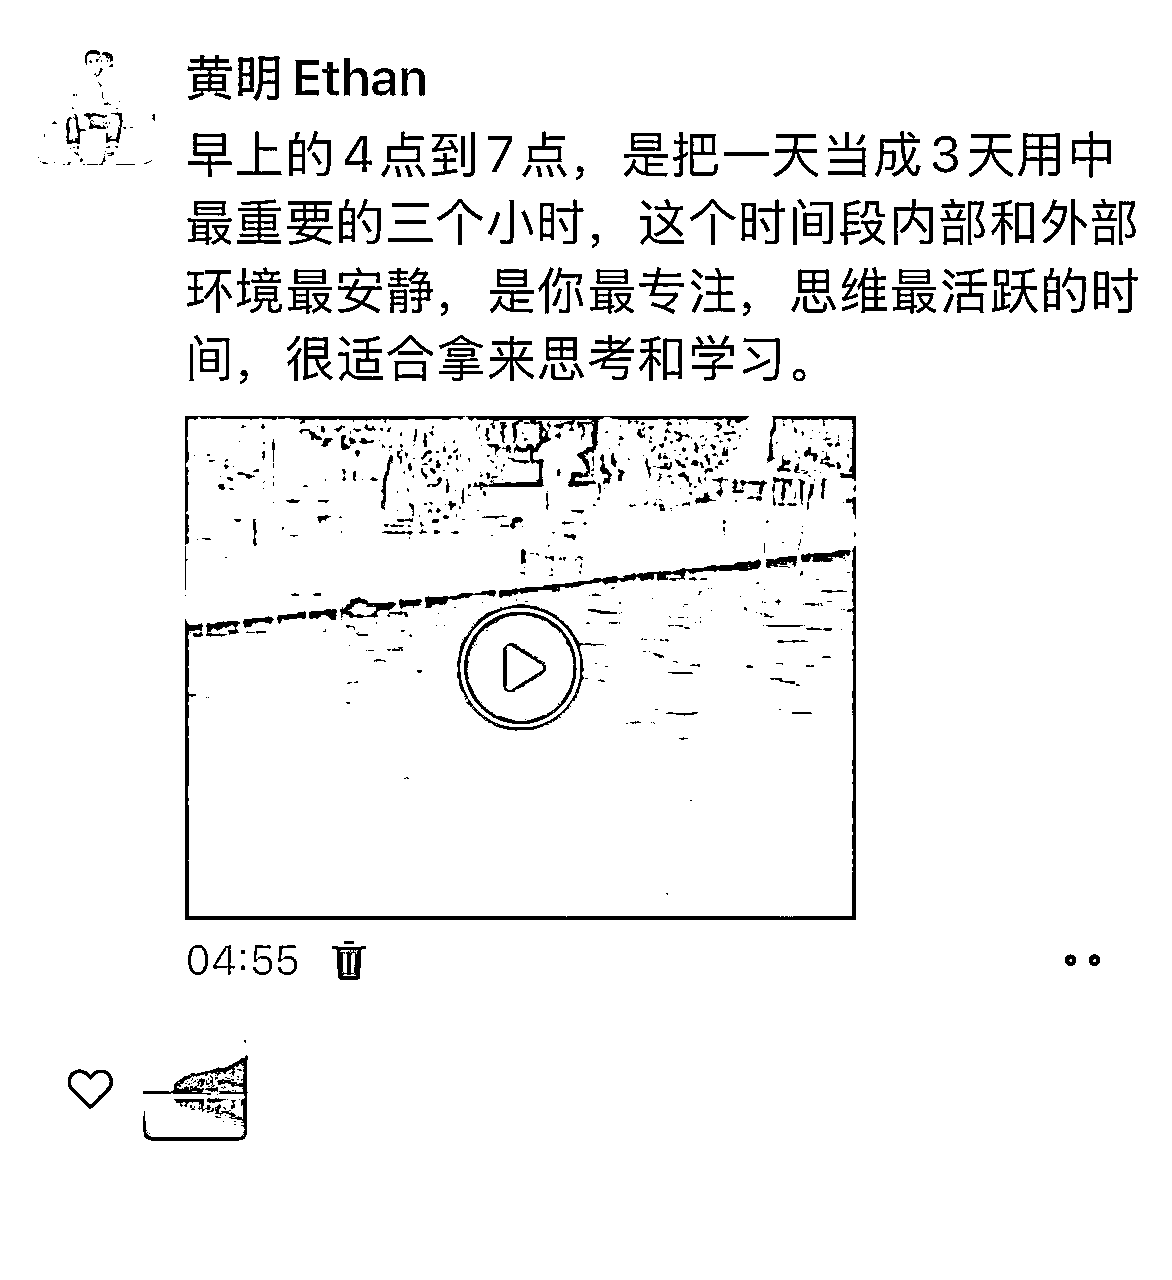 黄明 Ethan
早上的4点到7点，是把一天当成3天用中
最重要的三个小时，这个时间段内部和外部
环境最安静，是你最专注，思维最活跃的时
间，很适合拿来思考和学习。
04:55